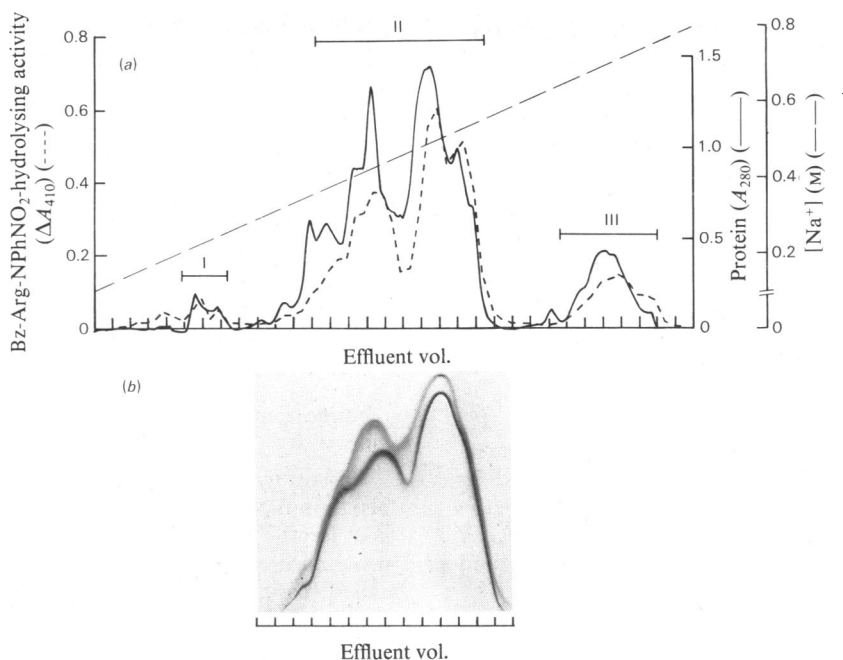 (a)
I
II
III
0.8
0.6
0.4
0.2
0
Bz-Arg-NPhNO2-hydrolysing activity
(ΔA410) (----)
1.5
1.0
0.5
0
Protein (A280) (——)
0.8
0.6
0.4
0.2
0
[Na+] (M) (— —)
Effluent vol.
(b)
Effluent vol.